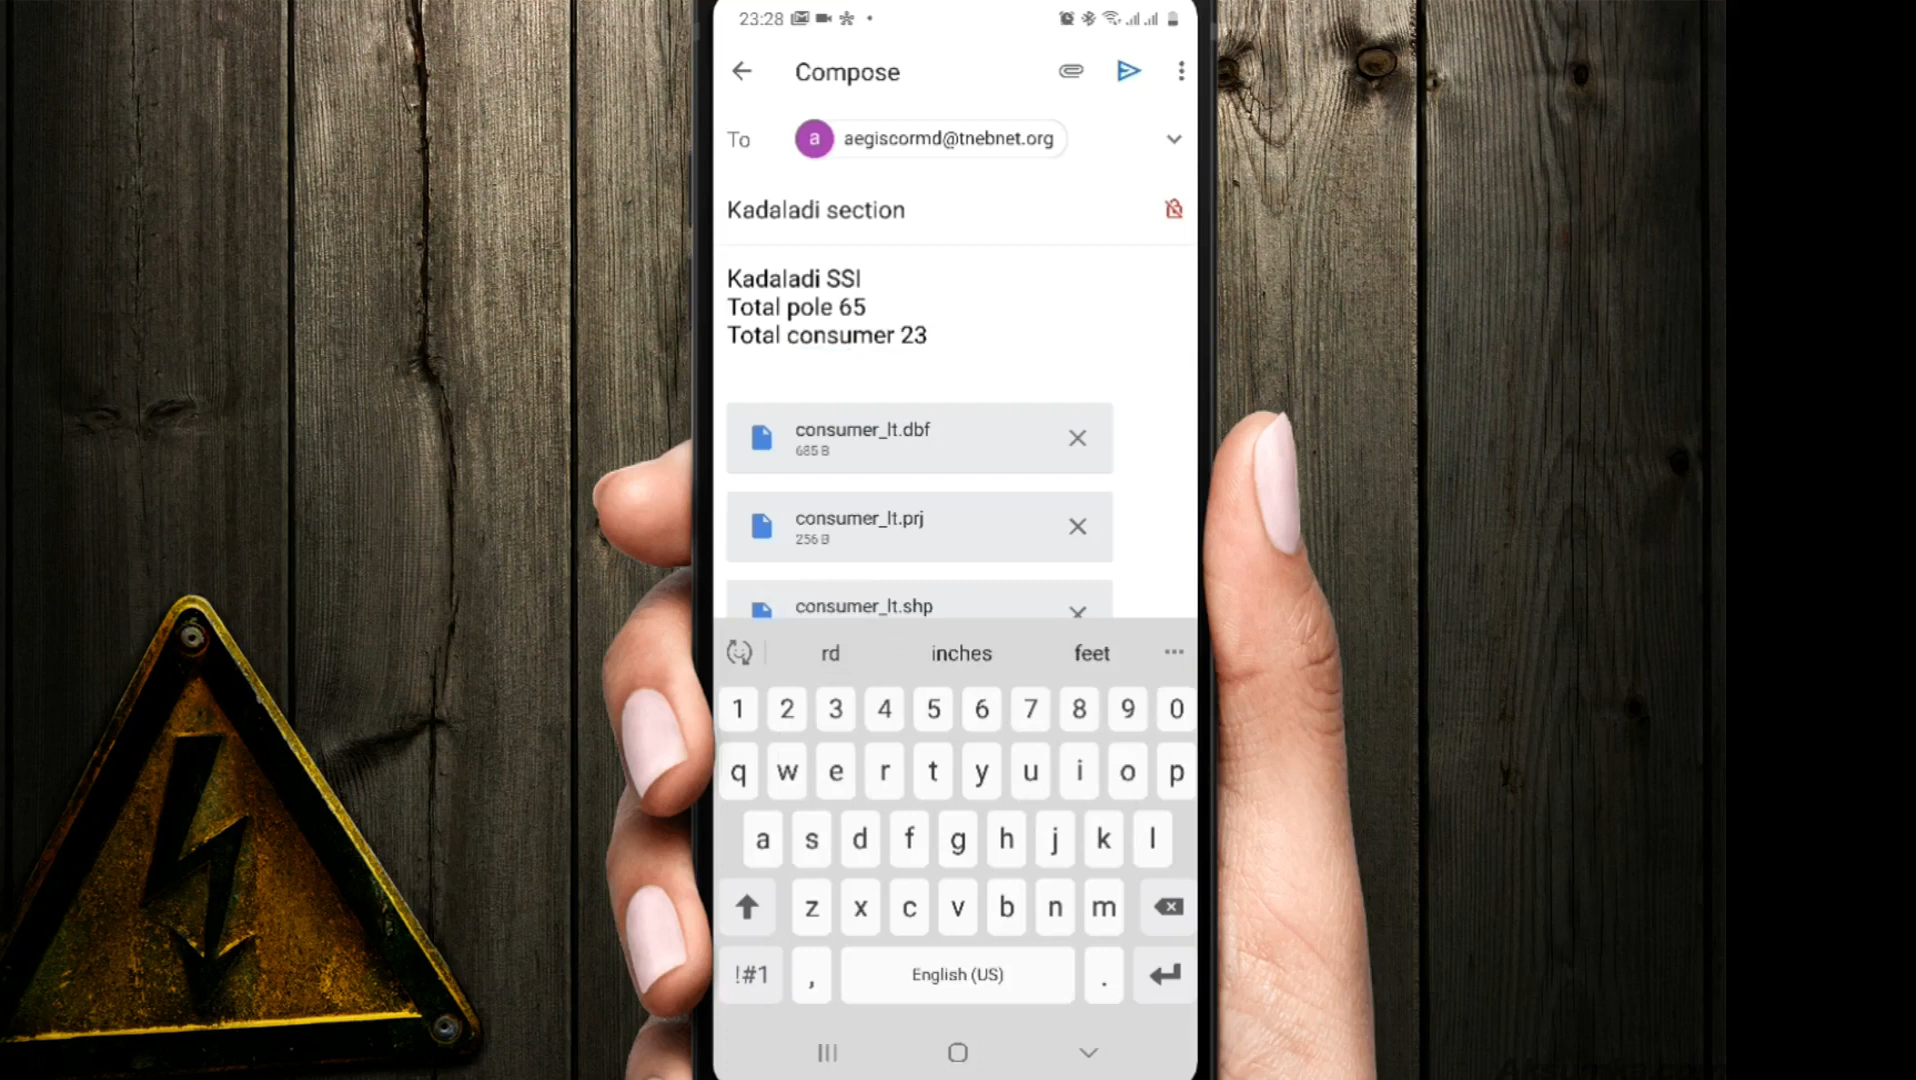 23:28
Compose
To
a
aegiscormd@tnebnet.org
Kadaladi section
Kadaladi SSI
Total pole 65
Total consumer 23
consumer_lt.dbf
685 B
consumer_lt.prj
256 B
consumer_lt.shp
rd inches feet
1 2 3 4 5 6 7 8 9 0
q w e r t y u i o p
a s d f g h j k l
z x c v b n m
!#1 , English (US) .